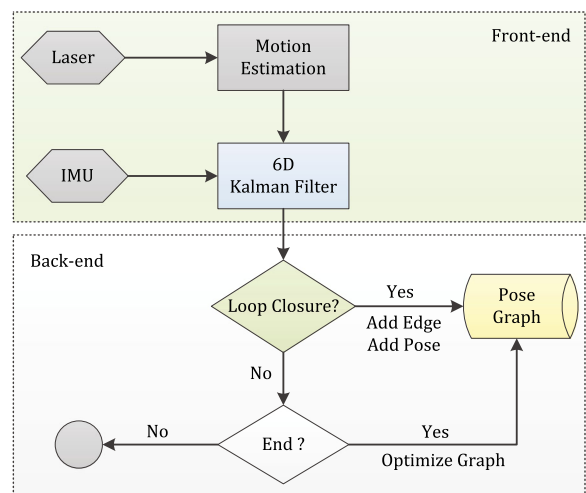 Front-end
Laser
Motion
Estimation
IMU
6D
Kalman Filter
Back-end
Loop Closure?
Yes
Add Edge
Add Pose
Pose
Graph
No
End ?
No
Yes
Optimize Graph